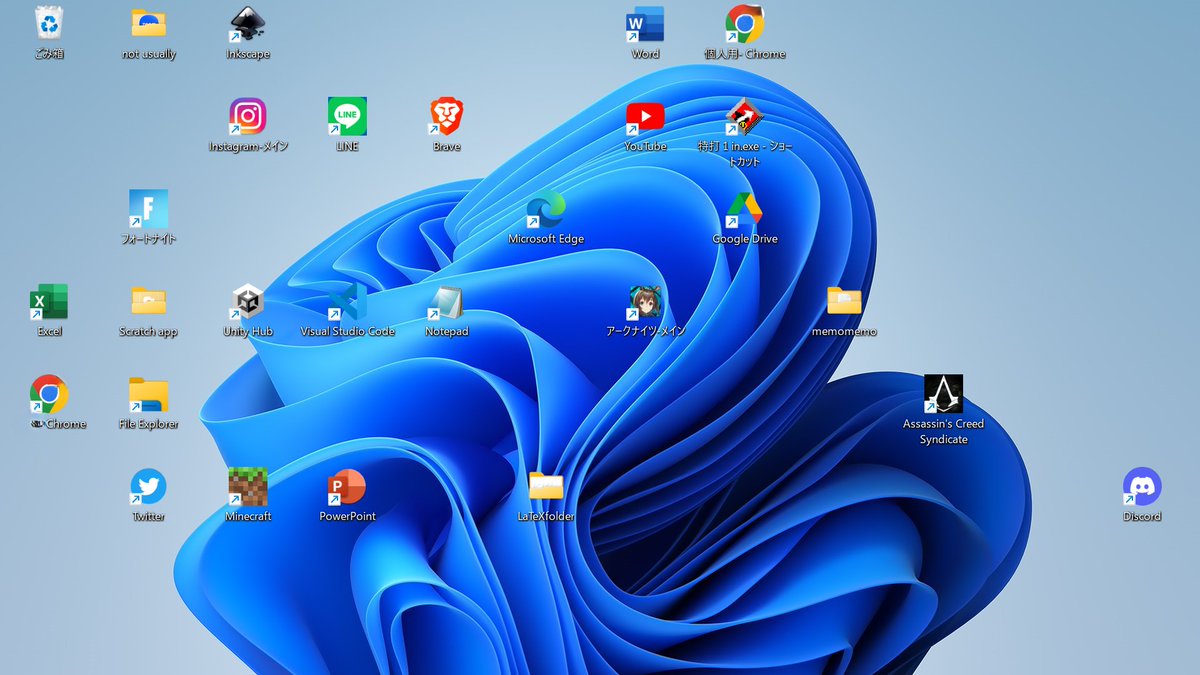 ごみ箱
not usually
Inkscape
W
Word
個人用- Chrome
Instagram-メイン
LINE
LINE
Brave
YouTube
特打 1 in.exe - ショー
トカット
F
フォートナイト
Microsoft Edge
Google Drive
X
Excel
Scratch app
Unity Hub
Visual Studio Code
Notepad
アークナイツ-メイン
memomemo
Chrome
File Explorer
Assassin's Creed
Syndicate
Twitter
Minecraft
P
PowerPoint
LaTeXfolder
Discord